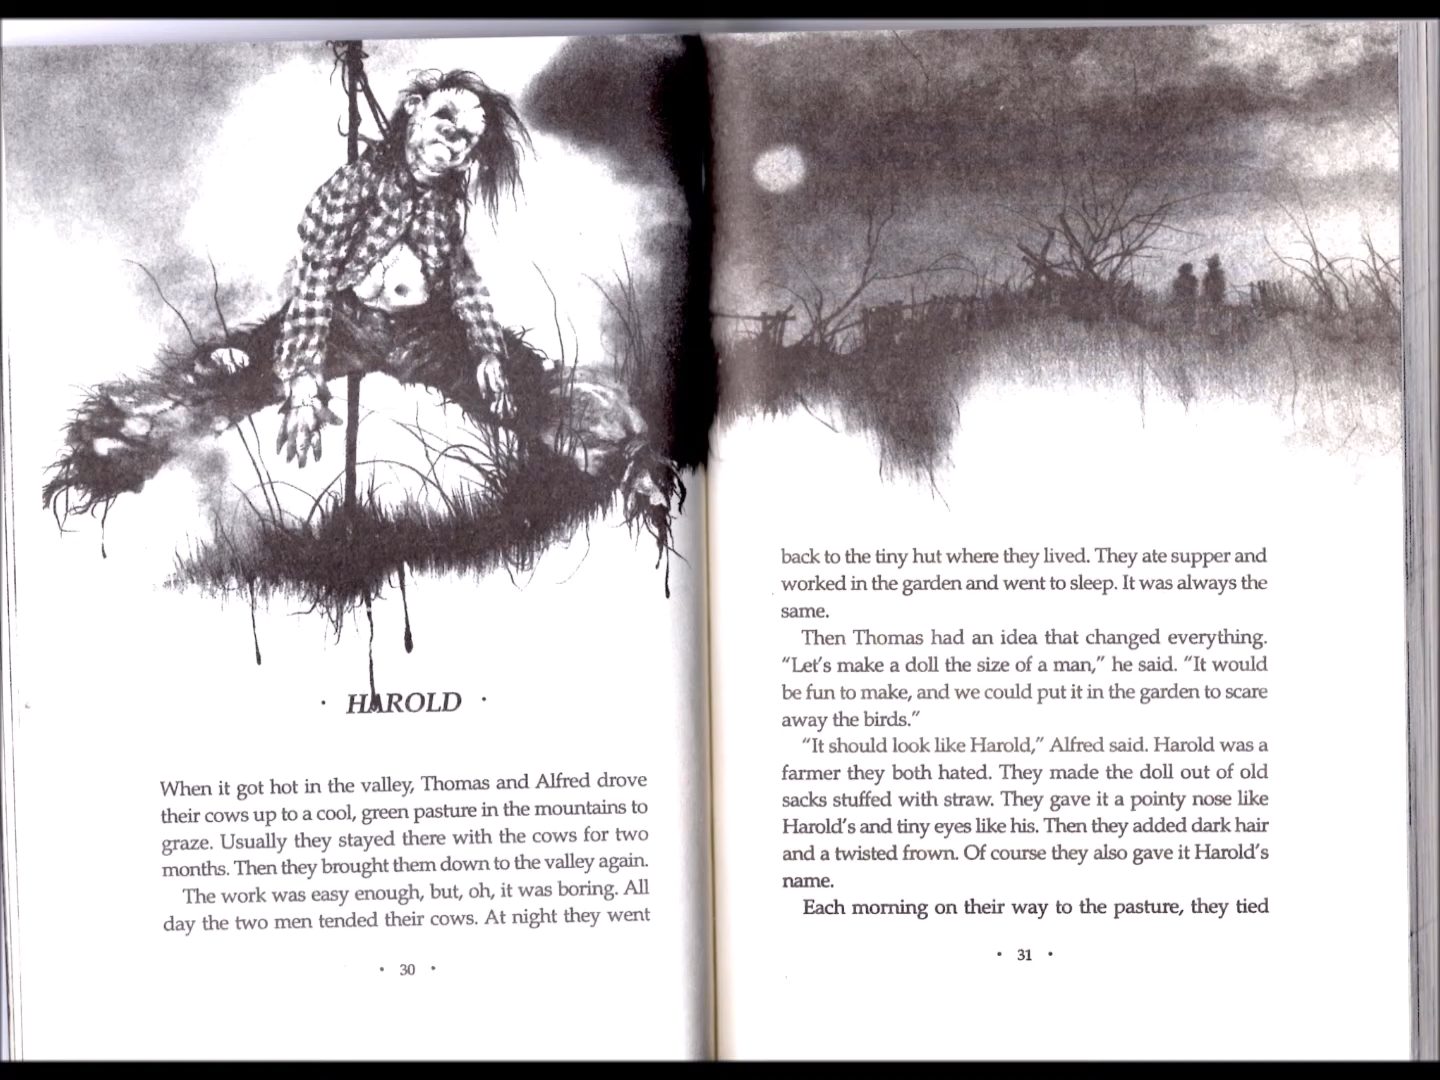 · HAROLD ·
When it got hot in the valley, Thomas and Alfred drove
their cows up to a cool, green pasture in the mountains to
graze. Usually they stayed there with the cows for two
months. Then they brought them down to the valley again.
The work was easy enough, but, oh, it was boring. All
day the two men tended their cows. At night they went
· 30 ·
back to the tiny hut where they lived. They ate supper and
worked in the garden and went to sleep. It was always the
same.
Then Thomas had an idea that changed everything.
“Let’s make a doll the size of a man,” he said. “It would
be fun to make, and we could put it in the garden to scare
away the birds.”
“It should look like Harold,” Alfred said. Harold was a
farmer they both hated. They made the doll out of old
sacks stuffed with straw. They gave it a pointy nose like
Harold’s and tiny eyes like his. Then they added dark hair
and a twisted frown. Of course they also gave it Harold’s
name.
Each morning on their way to the pasture, they tied
· 31 ·